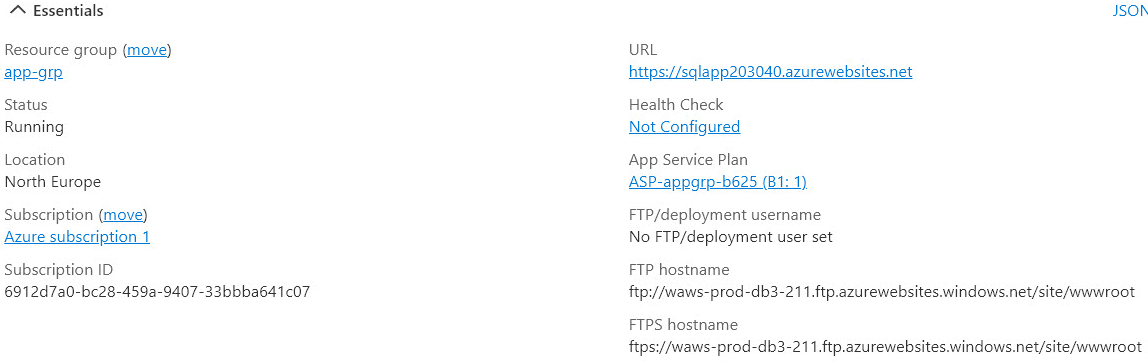 Essentials
JSON
Resource group (move)
app-grp
Status
Running
Location
North Europe
Subscription (move)
Azure subscription 1
Subscription ID
6912d7a0-bc28-459a-9407-33bbba641c07
URL
https://sqlapp203040.azurewebsites.net
Health Check
Not Configured
App Service Plan
ASP-appgrp-b625 (B1: 1)
FTP/deployment username
No FTP/deployment user set
FTP hostname
ftp://waws-prod-db3-211.ftp.azurewebsites.windows.net/site/wwwroot
FTPS hostname
ftps://waws-prod-db3-211.ftp.azurewebsites.windows.net/site/wwwroot